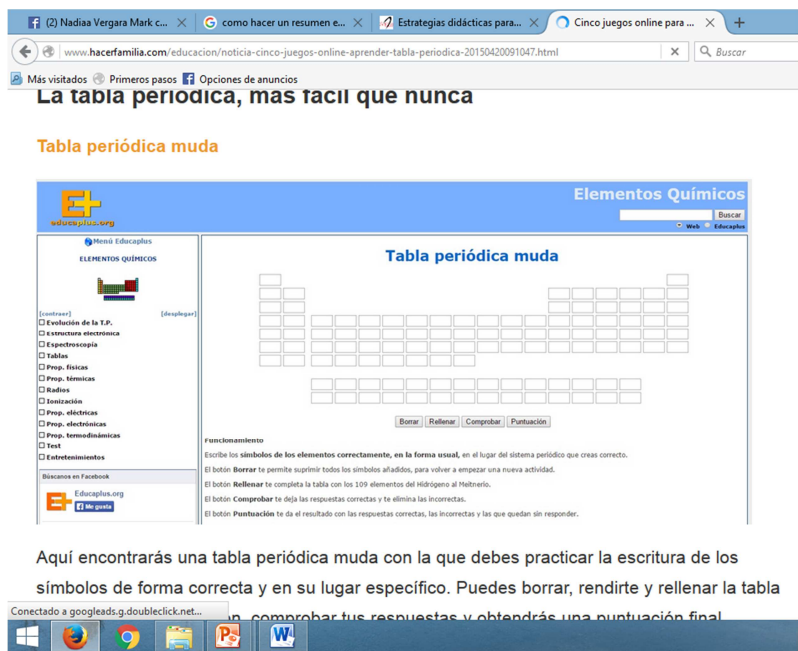 (2) Nadiaa Vergara Mark c...
como hacer un resumen e...
Estrategias didácticas para...
Cinco juegos online para ...
www.hacerfamilia.com/educacion/noticia-cinco-juegos-online-aprender-tabla-periodica-20150420091047.html
Buscar
Más visitados Primeros pasos Opciones de anuncios
La tabla periódica, más fácil que nunca
Tabla periódica muda
E+
educaplus.org
Elementos Químicos
Buscar
Web Educaplus
Menú Educaplus
ELEMENTOS QUÍMICOS
[contraer] [desplegar]
Evolución de la T.P.
Estructura electrónica
Espectroscopía
Tablas
Prop. físicas
Prop. térmicas
Radios
Ionización
Prop. eléctricas
Prop. electrónicas
Prop. termodinámicas
Test
Entretenimientos
Búscanos en Facebook
Educaplus.org
Me gusta
Tabla periódica muda
Borrar Rellenar Comprobar Puntuación
Funcionamiento
Escribe los símbolos de los elementos correctamente, en la forma usual, en el lugar del sistema periódico que creas correcto.
El botón Borrar te permite suprimir todos los símbolos añadidos, para volver a empezar una nueva actividad.
El botón Rellenar te completa la tabla con los 109 elementos del Hidrógeno al Meitnerio.
El botón Comprobar te deja las respuestas correctas y te elimina las incorrectas.
El botón Puntuación te da el resultado con las respuestas correctas, las incorrectas y las que quedan sin responder.
Aquí encontrarás una tabla periódica muda con la que debes practicar la escritura de los
símbolos de forma correcta y en su lugar específico. Puedes borrar, rendirte y rellenar la tabla
comprobar tus respuestas y obtendrás una puntuación final
Conectado a googleads.g.doubleclick.net...